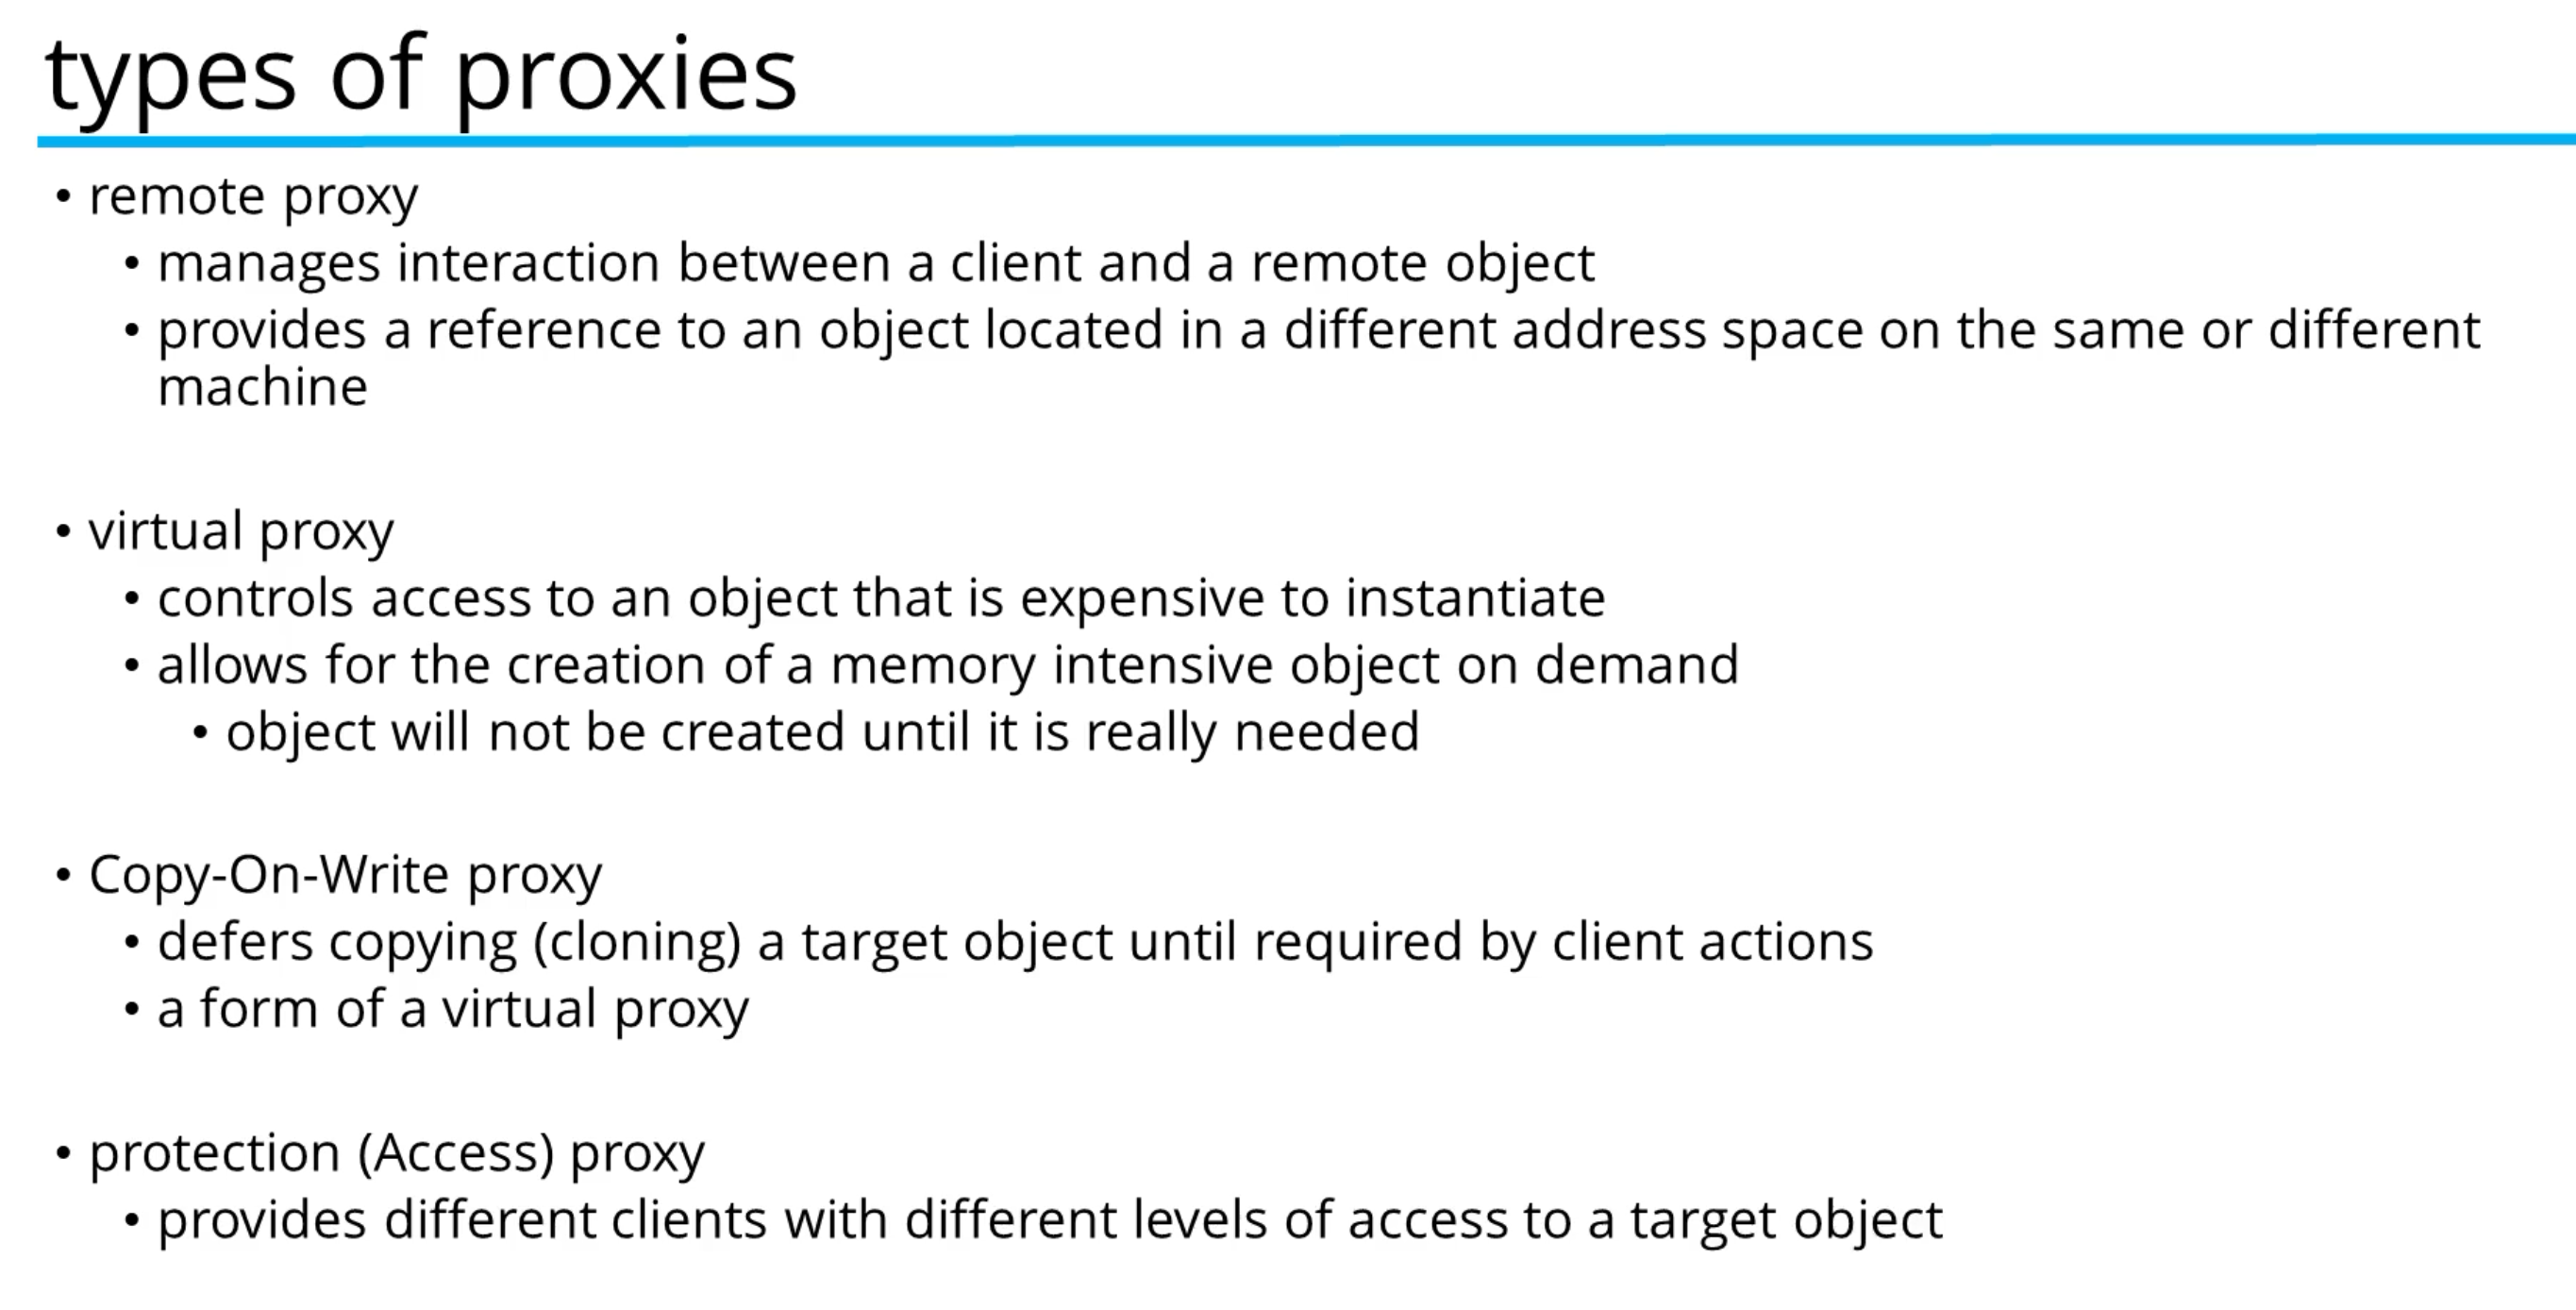 types of proxies
• remote proxy
• manages interaction between a client and a remote object
• provides a reference to an object located in a different address space on the same or different
machine
• virtual proxy
• controls access to an object that is expensive to instantiate
• allows for the creation of a memory intensive object on demand
• object will not be created until it is really needed
• Copy-On-Write proxy
• defers copying (cloning) a target object until required by client actions
• a form of a virtual proxy
• protection (Access) proxy
• provides different clients with different levels of access to a target object